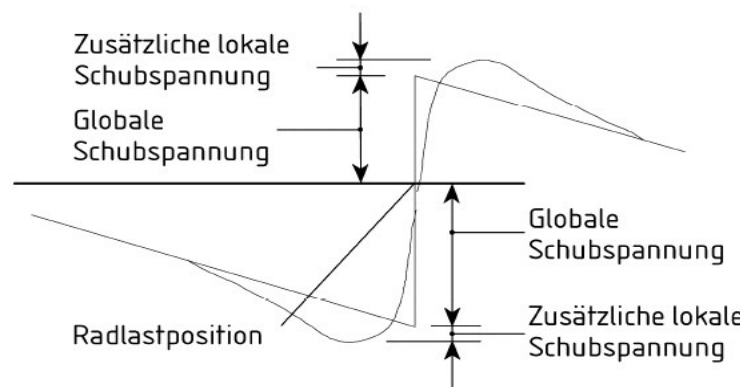 Zusätzliche lokale
Schubspannung
Globale
Schubspannung
Globale
Schubspannung
Radlastposition
Zusätzliche lokale
Schubspannung